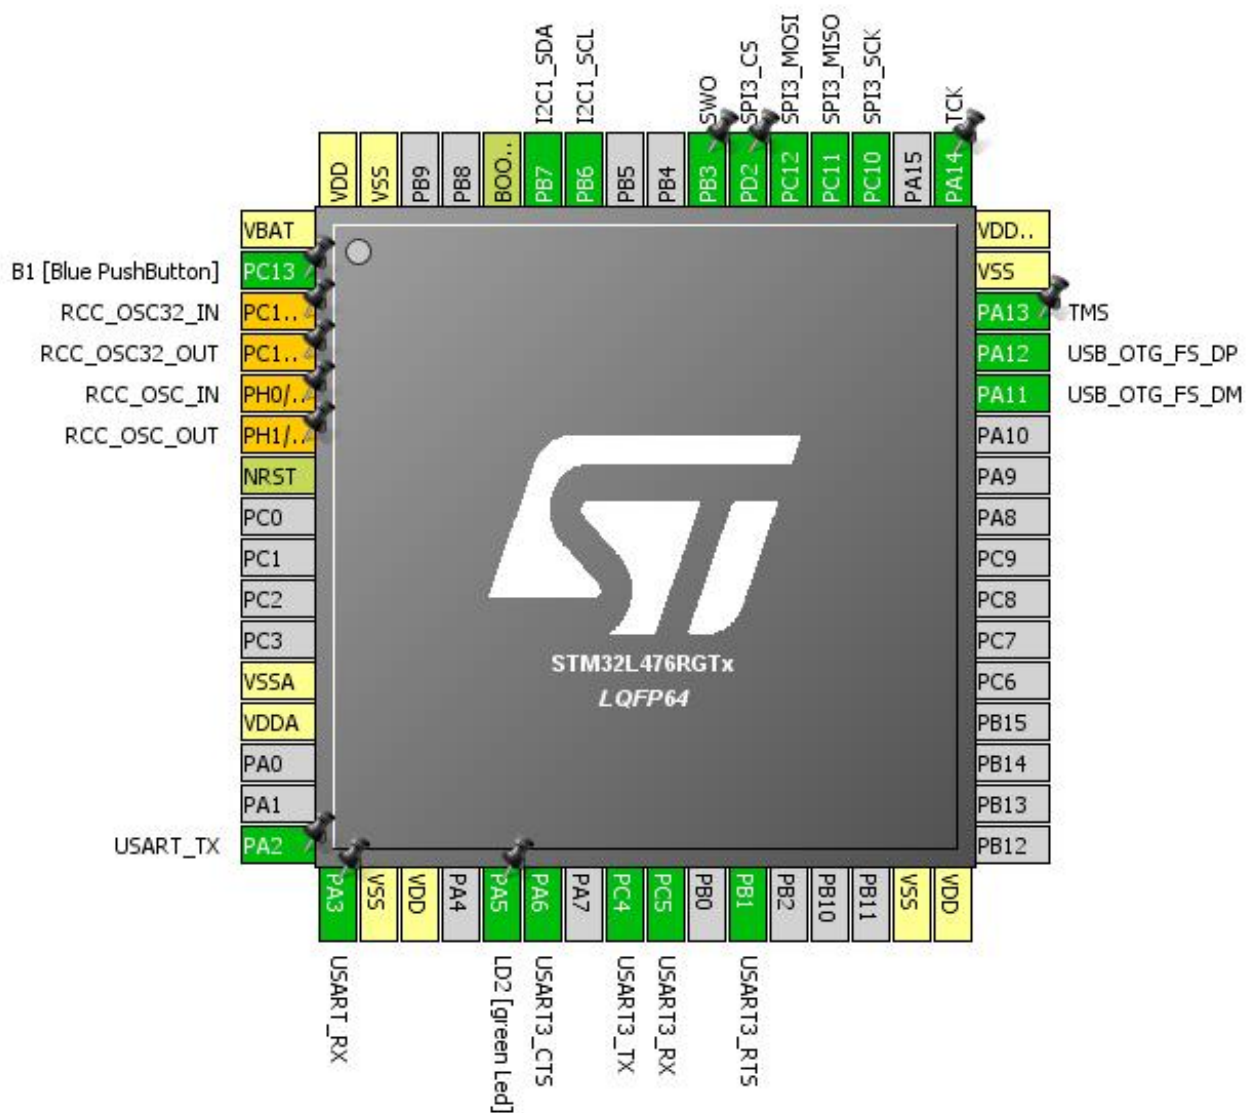 I2C1_SDA
I2C1_SCL
SWO
SPI3_CS
SPI3_MOSI
SPI3_MISO
SPI3_SCK
TCK
VDD
VSS
PB9
PB8
BOO..
PB7
PB6
PB5
PB4
PB3
PD2
PC12
PC11
PC10
PA15
PA14
VBAT
B1 [Blue PushButton] PC13
RCC_OSC32_IN PC1..
RCC_OSC32_OUT PC1..
RCC_OSC_IN PH0/..
RCC_OSC_OUT PH1/..
NRST
PC0
PC1
PC2
PC3
VSSA
VDDA
PA0
PA1
USART_TX PA2
ST
STM32L476RGTx
LQFP64
VDD..
VSS
PA13 TMS
PA12 USB_OTG_FS_DP
PA11 USB_OTG_FS_DM
PA10
PA9
PA8
PC9
PC8
PC7
PC6
PB15
PB14
PB13
PB12
PA3
VSS
VDD
PA4
PA5
PA6
PA7
PC4
PC5
PB0
PB1
PB2
PB10
PB11
VSS
VDD
USART_RX
LD2 [green Led]
USART3_CTS
USART3_TX
USART3_RX
USART3_RTS